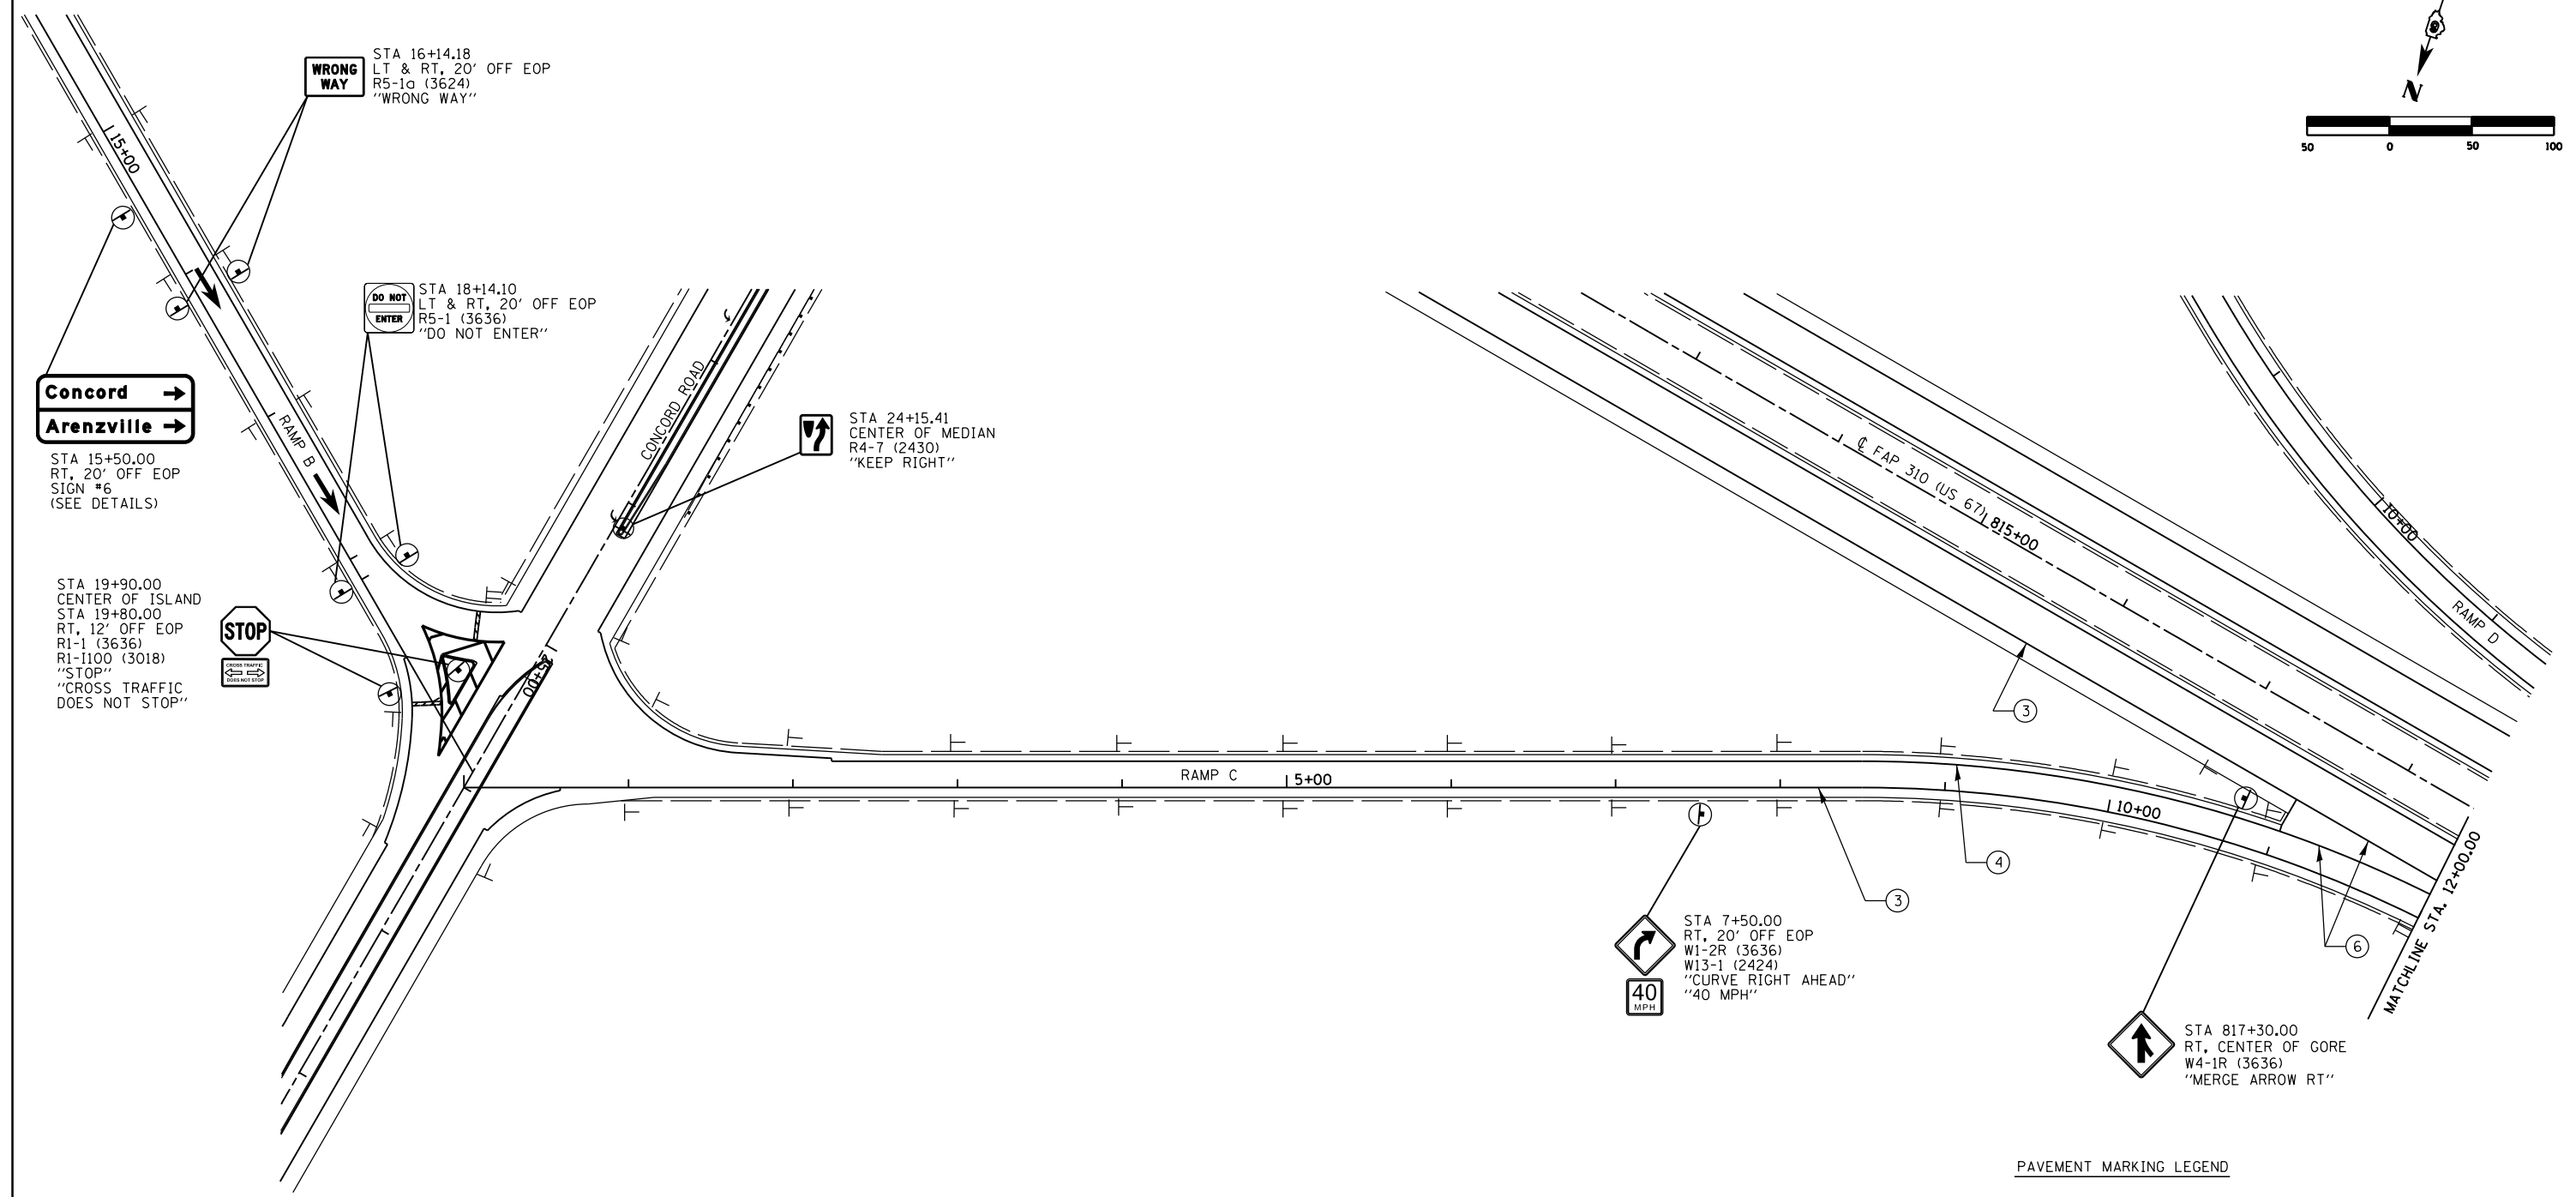 WRONG
WAY
STA 16+14.18
LT & RT, 20' OFF EOP
R5-1a (3624)
"WRONG WAY"
N
50 0 50 100
15+00
DO NOT
ENTER
STA 18+14.10
LT & RT, 20' OFF EOP
R5-1 (3636)
"DO NOT ENTER"
Concord →
Arenzville →
STA 15+50.00
RT, 20' OFF EOP
SIGN #6
(SEE DETAILS)
RAMP B
CONCORD ROAD
STA 24+15.41
CENTER OF MEDIAN
R4-7 (2430)
"KEEP RIGHT"
℄ FAP 310 (US 67)
815+00
10+00
RAMP D
STA 19+90.00
CENTER OF ISLAND
STA 19+80.00
RT, 12' OFF EOP
R1-1 (3636)
R1-I100 (3018)
"STOP"
"CROSS TRAFFIC
DOES NOT STOP"
STOP
CROSS TRAFFIC
DOES NOT STOP
3
RAMP C
5+00
10+00
4
3
6
MATCHLINE STA. 12+00.00
STA 7+50.00
RT, 20' OFF EOP
W1-2R (3636)
W13-1 (2424)
"CURVE RIGHT AHEAD"
"40 MPH"
40
MPH
STA 817+30.00
RT, CENTER OF GORE
W4-1R (3636)
"MERGE ARROW RT"
PAVEMENT MARKING LEGEND